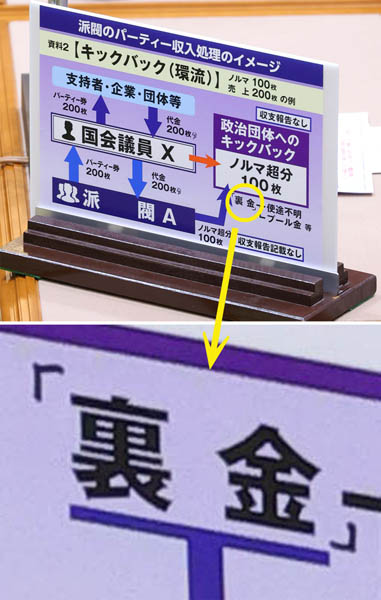 派閥のパーティー収入処理のイメージ
資料2【キックバック(環流)】
ノルマ 100枚
売上 200枚 の例
支持者・企業・団体等
収支報告なし
パーティー券
200枚
代金
200枚分
政治団体への
キックバック
国会議員 X
ノルマ超分
100枚
パーティー券
200枚
代金
200枚分
「裏金」
使途不明
プール金 等
派閥A
ノルマ超分
100枚
収支報告記載なし
「裏金」